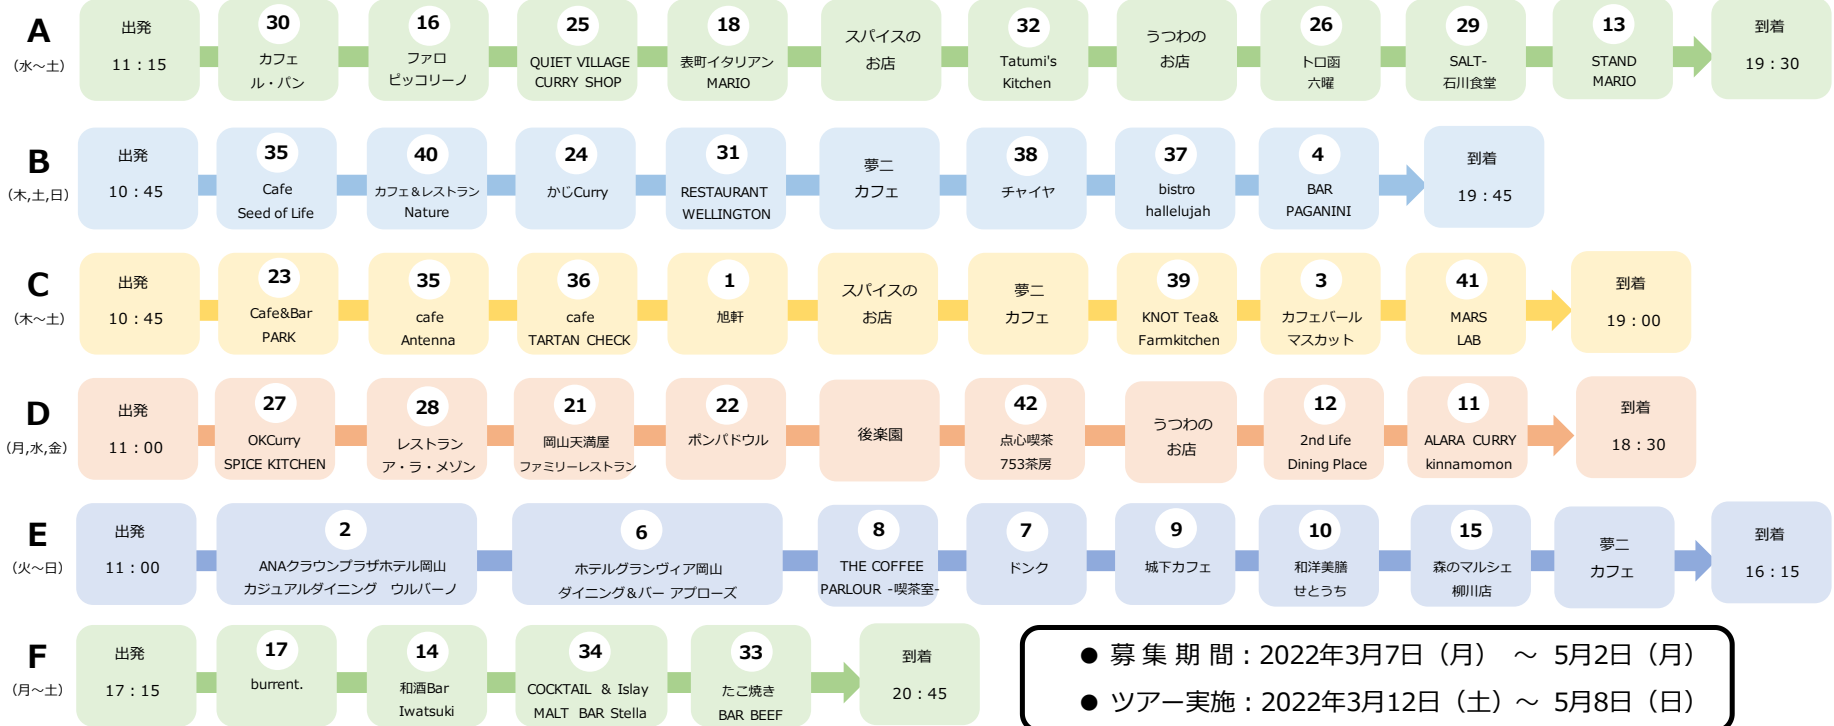 A
（水～土）
出発
11：15
30
カフェ
ル・パン
16
ファロ
ピッコリーノ
25
QUIET VILLAGE
CURRY SHOP
18
表町イタリアン
MARIO
スパイスの
お店
32
Tatumi's
Kitchen
うつわの
お店
26
トロ函
六曜
29
SALT-
石川食堂
13
STAND
MARIO
到着
19：30
B
（木,土,日）
出発
10：45
35
Cafe
Seed of Life
40
カフェ＆レストラン
Nature
24
かじCurry
31
RESTAURANT
WELLINGTON
夢二
カフェ
38
チャイヤ
37
bistro
hallelujah
4
BAR
PAGANINI
到着
19：45
C
（木～土）
出発
10：45
23
Cafe&Bar
PARK
35
cafe
Antenna
36
cafe
TARTAN CHECK
1
旭軒
スパイスの
お店
夢二
カフェ
39
KNOT Tea&
Farmkitchen
3
カフェバール
マスカット
41
MARS
LAB
到着
19：00
D
（月,水,金）
出発
11：00
27
OKCurry
SPICE KITCHEN
28
レストラン
ア・ラ・メゾン
21
岡山天満屋
ファミリーレストラン
22
ポンパドウル
後楽園
42
点心喫茶
753茶房
うつわの
お店
12
2nd Life
Dining Place
11
ALARA CURRY
kinnamomon
到着
18：30
E
（火～日）
出発
11：00
2
ANAクラウンプラザホテル岡山
カジュアルダイニング　ウルバーノ
6
ホテルグランヴィア岡山
ダイニング＆バー アプローズ
8
THE COFFEE
PARLOUR -喫茶室-
7
ドンク
9
城下カフェ
10
和洋美膳
せとうち
15
森のマルシェ
柳川店
夢二
カフェ
到着
16：15
F
（月～土）
出発
17：15
17
burrent.
14
和酒Bar
Iwatsuki
34
COCKTAIL & Islay
MALT BAR Stella
33
たこ焼き
BAR BEEF
到着
20：45
● 募集期間：2022年3月7日（月） ～ 5月2日（月）
● ツアー実施：2022年3月12日（土）～ 5月8日（日）